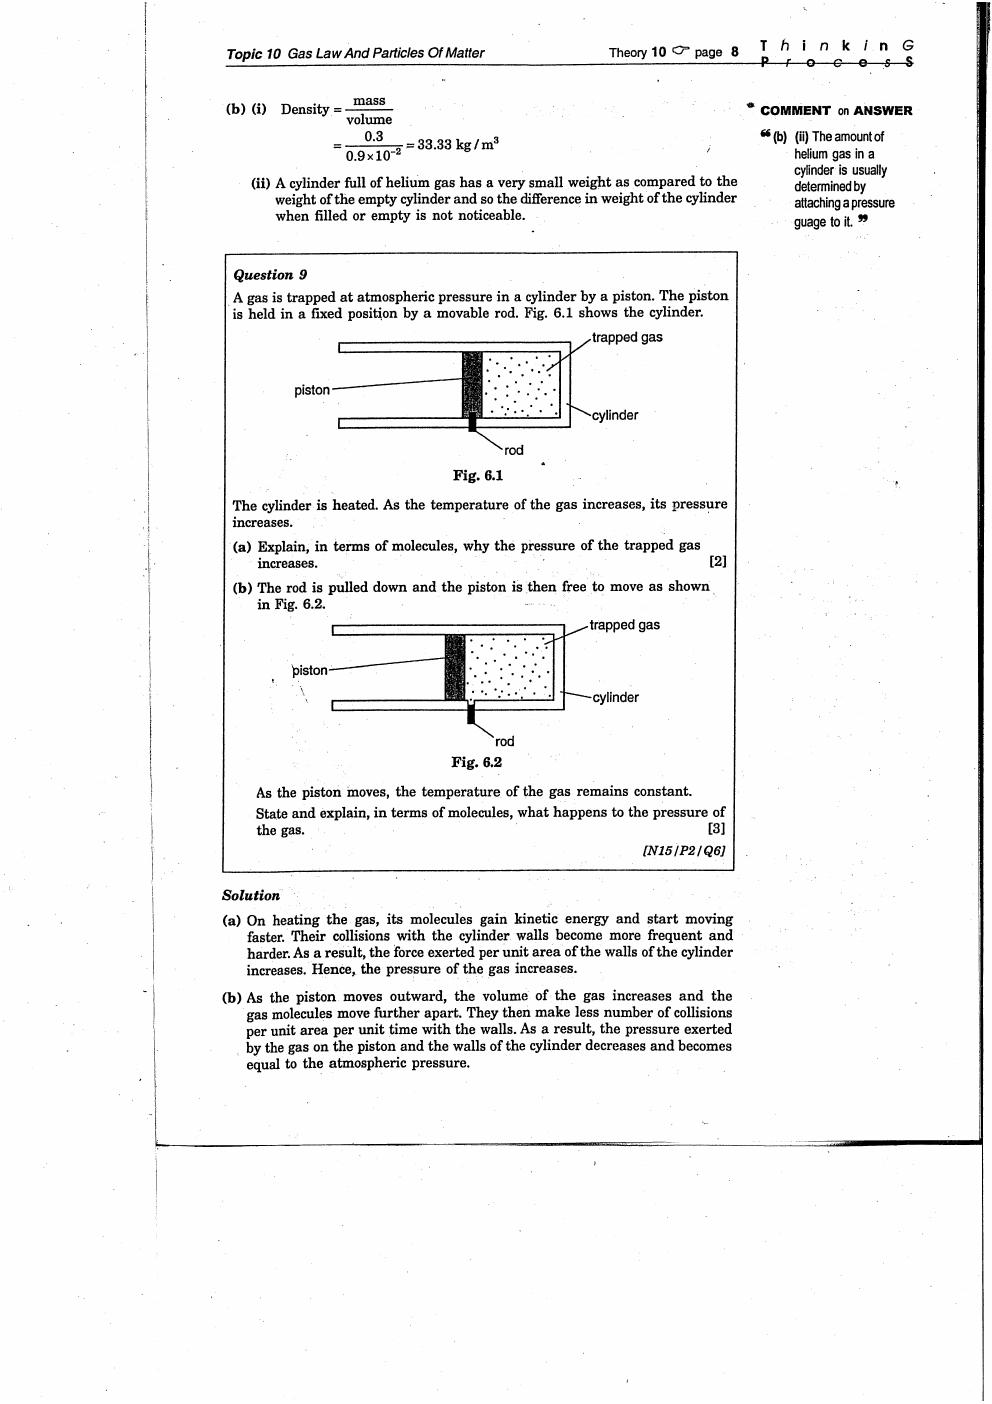 Topic 10 Gas Law And Particles Of Matter
Theory 10 ☞ page 8
T h i n k i n G
P r o c e s S
(b) (i) Density = mass / volume
= 0.3 / 0.9×10⁻² = 33.33 kg / m³
(ii) A cylinder full of helium gas has a very small weight as compared to the
weight of the empty cylinder and so the difference in weight of the cylinder
when filled or empty is not noticeable.
* COMMENT on ANSWER
“(b) (ii) The amount of
helium gas in a
cylinder is usually
determined by
attaching a pressure
guage to it.”
Question 9
A gas is trapped at atmospheric pressure in a cylinder by a piston. The piston
is held in a fixed position by a movable rod. Fig. 6.1 shows the cylinder.
trapped gas
piston
cylinder
rod
Fig. 6.1
The cylinder is heated. As the temperature of the gas increases, its pressure
increases.
(a) Explain, in terms of molecules, why the pressure of the trapped gas
increases. [2]
(b) The rod is pulled down and the piston is then free to move as shown
in Fig. 6.2.
trapped gas
piston
cylinder
rod
Fig. 6.2
As the piston moves, the temperature of the gas remains constant.
State and explain, in terms of molecules, what happens to the pressure of
the gas. [3]
[N15/P2/Q6]
Solution
(a) On heating the gas, its molecules gain kinetic energy and start moving
faster. Their collisions with the cylinder walls become more frequent and
harder. As a result, the force exerted per unit area of the walls of the cylinder
increases. Hence, the pressure of the gas increases.
(b) As the piston moves outward, the volume of the gas increases and the
gas molecules move further apart. They then make less number of collisions
per unit area per unit time with the walls. As a result, the pressure exerted
by the gas on the piston and the walls of the cylinder decreases and becomes
equal to the atmospheric pressure.